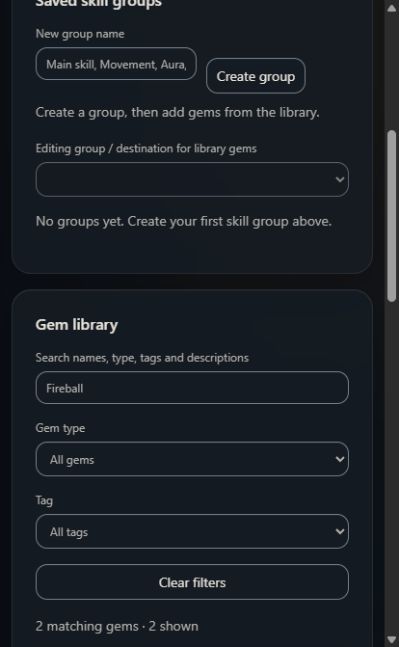 Saved skill groups
New group name
Main skill, Movement, Aura,
Create group
Create a group, then add gems from the library.
Editing group / destination for library gems
No groups yet. Create your first skill group above.
Gem library
Search names, type, tags and descriptions
Fireball
Gem type
All gems
Tag
All tags
Clear filters
2 matching gems · 2 shown